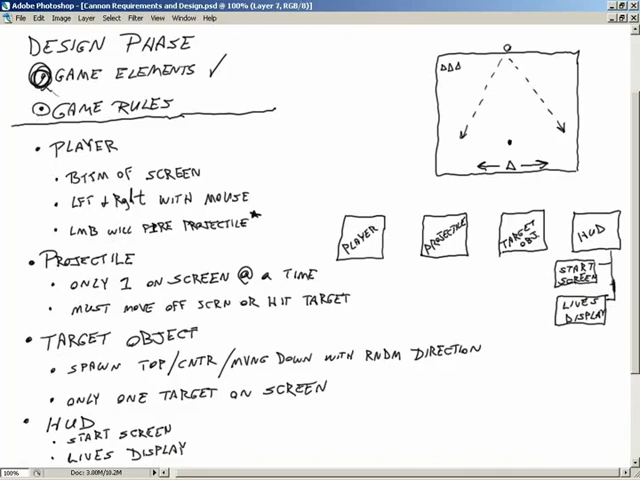 Adobe Photoshop - [Cannon Requirements and Design.psd @ 100% (Layer 7, RGB/8)]
File Edit Image Layer Select Filter Analysis View Window Help
DESIGN PHASE
GAME ELEMENTS ✓
GAME RULES
• PLAYER
• BTTM OF SCREEN
• LFT & Right WITH MOUSE
• LMB WILL FIRE PROJECTILE*
• PROJECTILE
• ONLY 1 ON SCREEN @ a TIME
• MUST MOVE OFF SCRN OR HIT TARGET
• TARGET OBJECT
• SPAWN TOP/CNTR/MVNG DOWN WITH RNDM DIRECTION
• ONLY ONE TARGET ON SCREEN
• HUD
• START SCREEN
• LIVES DISPLAY
PLAYER
PROJECTILE
TARGET
OBJ.
HUD
START
SCREEN
LIVES
DISPLAY
100%
Doc: 3.00M/10.2M